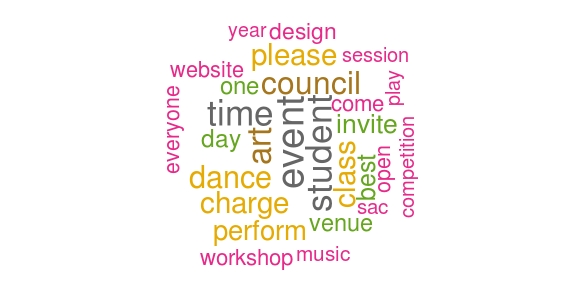 year design
please session
website
one council
everyone
play
time
event
student
come
invite
day
art
class
best
open
competition
dance
sac
charge
venue
perform
workshop music